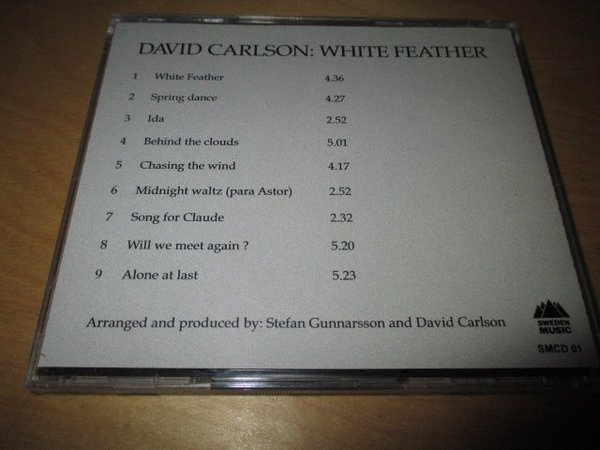 DAVID CARLSON: WHITE FEATHER
1 White Feather 4.36
2 Spring dance 4.27
3 Ida 2.52
4 Behind the clouds 5.01
5 Chasing the wind 4.17
6 Midnight waltz (para Astor) 2.52
7 Song for Claude 2.32
8 Will we meet again ? 5.20
9 Alone at last 5.23
Arranged and produced by: Stefan Gunnarsson and David Carlson
SWEDEN
MUSIC
SMCD 01